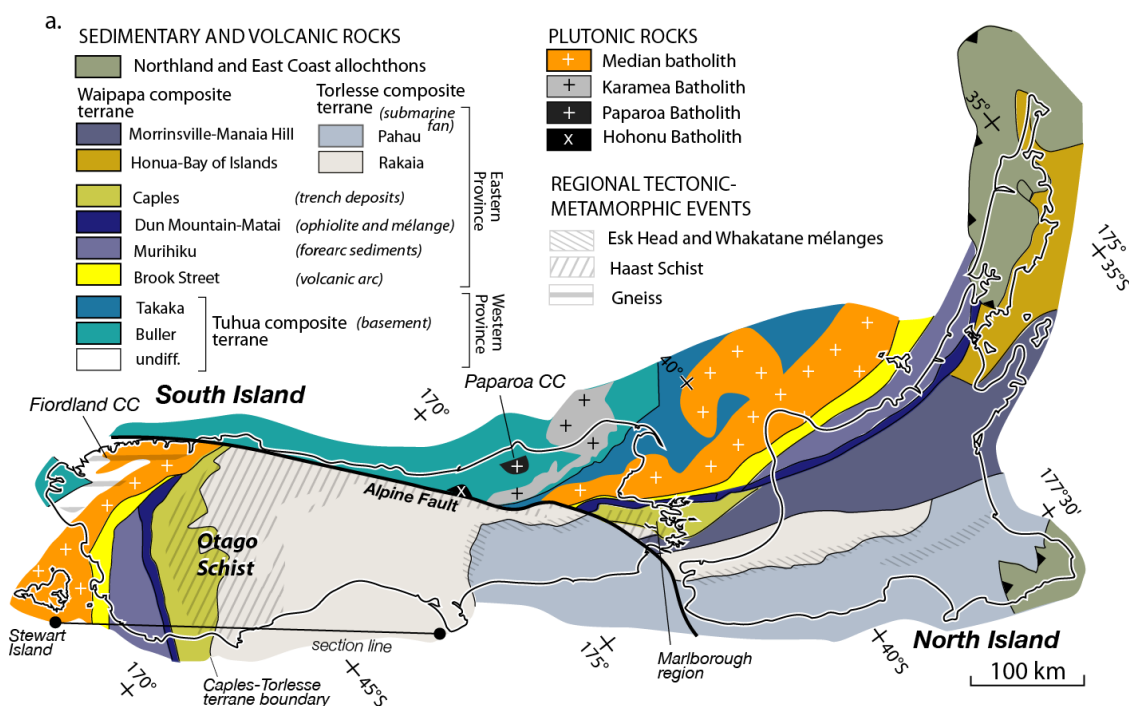 a.
SEDIMENTARY AND VOLCANIC ROCKS
Northland and East Coast allochthons
Waipapa composite
terrane
Morrinsville-Manaia Hill
Honua-Bay of Islands
Torlesse composite
terrane
(submarine
fan)
Pahau
Rakaia
Caples
(trench deposits)
Dun Mountain-Matai
(ophiolite and mélange)
Murihiku
(forearc sediments)
Brook Street
(volcanic arc)
Eastern
Province
Takaka
Buller
undiff.
Tuhua composite
terrane
(basement)
Western
Province
PLUTONIC ROCKS
Median batholith
Karamea Batholith
Paparoa Batholith
x
Hohonu Batholith
REGIONAL TECTONIC-
METAMORPHIC EVENTS
Esk Head and Whakatane mélanges
Haast Schist
Gneiss
35°
175°
35°S
South Island
Fiordland CC
170°
Paparoa CC
40°
x
Alpine Fault
Otago
Schist
177°30'
Stewart
Island
section line
170°
45°S
Caples-Torlesse
terrane boundary
175°
Marlborough
region
40°S
North Island
100 km